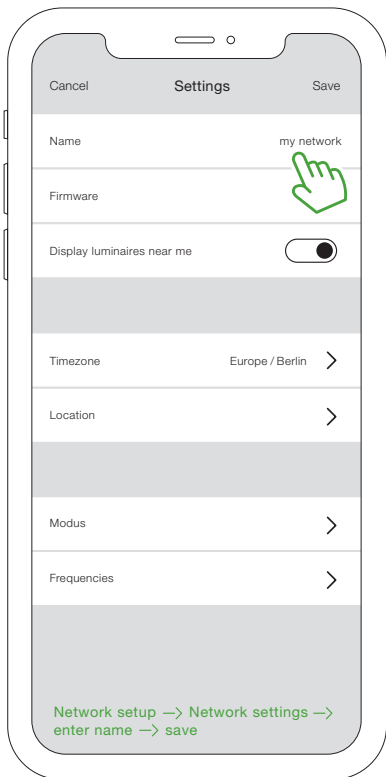 Cancel Settings Save
Name my network
Firmware
Display luminaires near me
Timezone Europe / Berlin
Location
Modus
Frequencies
Network setup —> Network settings —>
enter name —> save